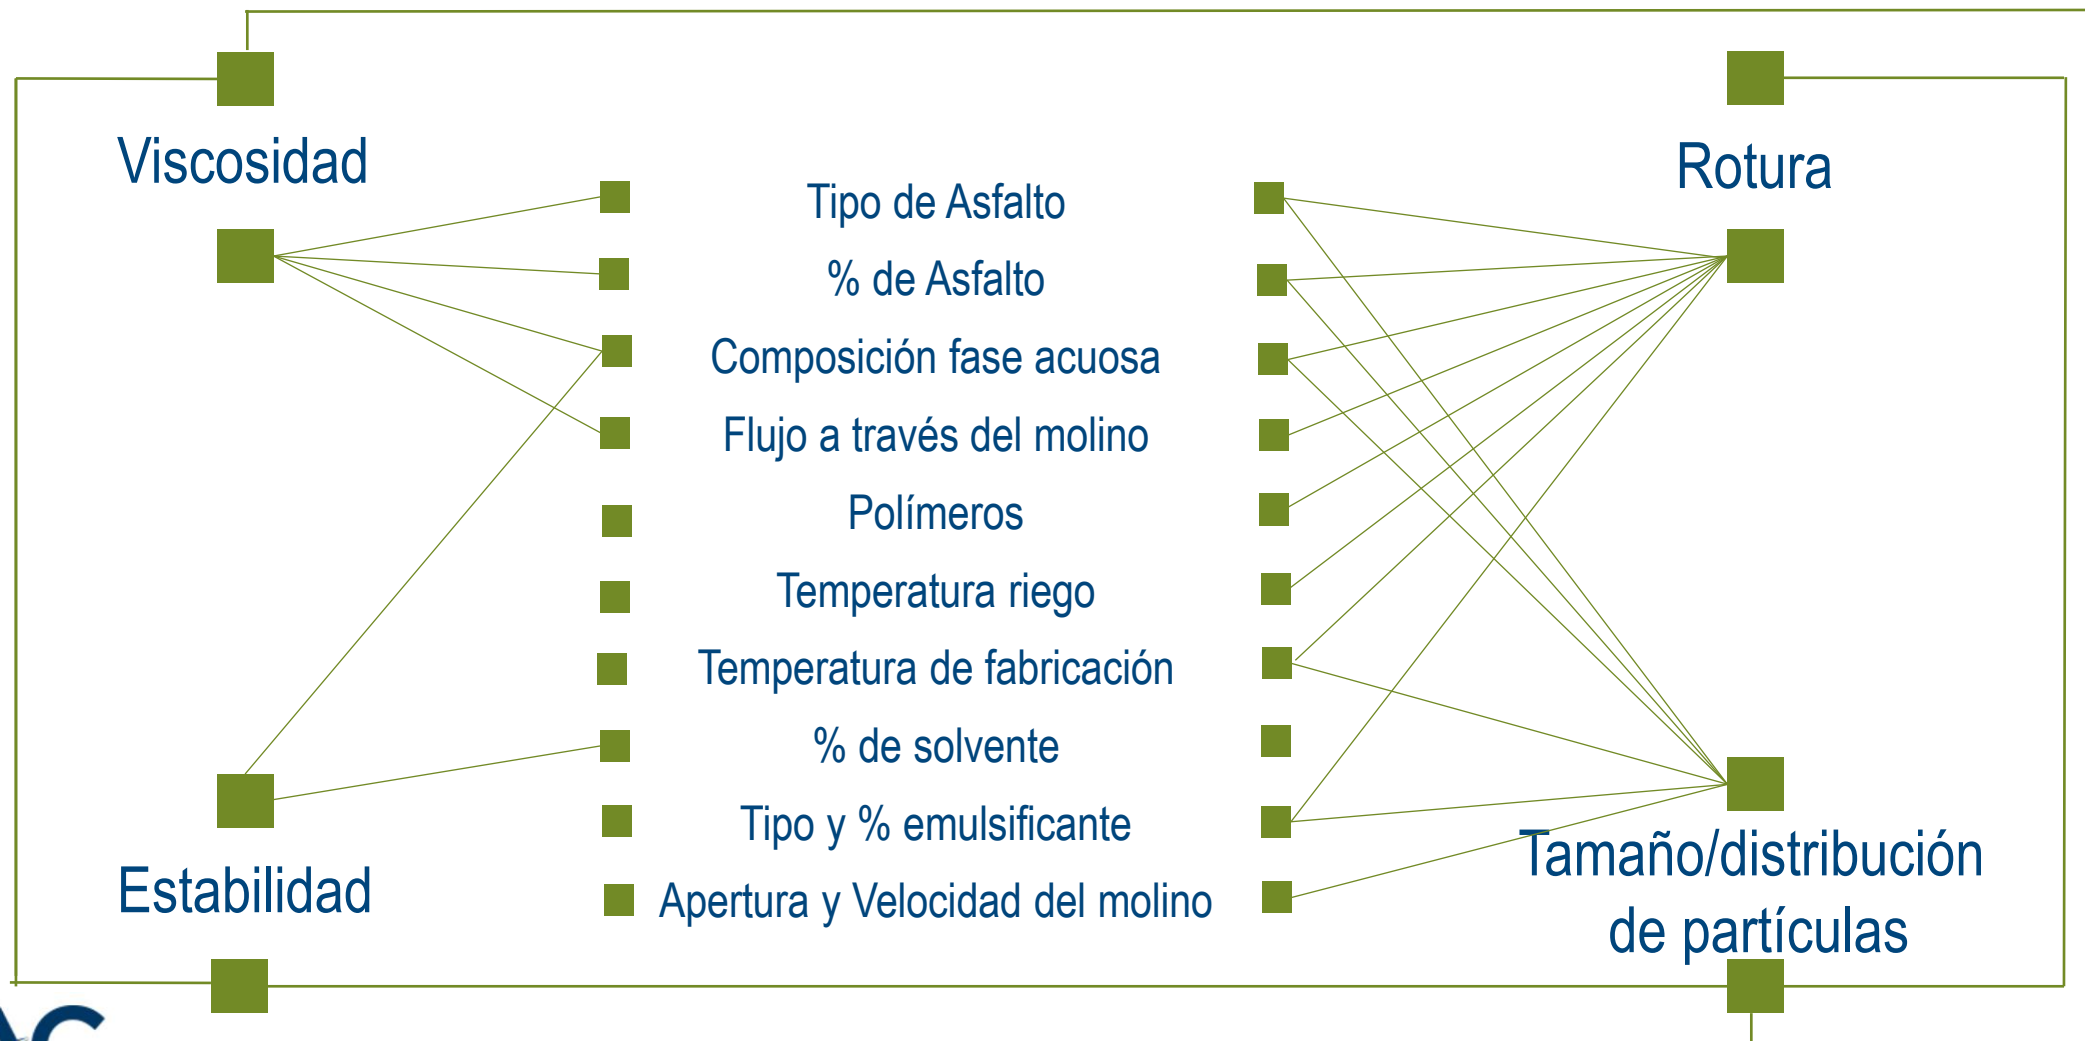 Viscosidad
Rotura
Tipo de Asfalto
% de Asfalto
Composición fase acuosa
Flujo a través del molino
Polímeros
Temperatura riego
Temperatura de fabricación
% de solvente
Tipo y % emulsificante
Apertura y Velocidad del molino
Estabilidad
Tamaño/distribución
de partículas